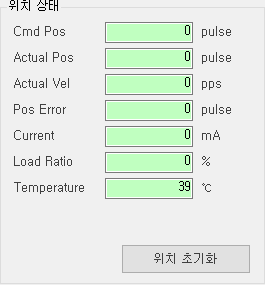 위치 상태
Cmd Pos 0 pulse
Actual Pos 0 pulse
Actual Vel 0 pps
Pos Error 0 pulse
Current 0 mA
Load Ratio 0 %
Temperature 39 ℃
위치 초기화